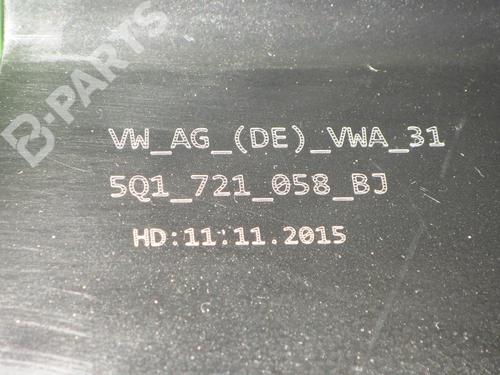 B-PARTS
VW_AG_(DE)_VWA_31
5Q1_721_058_BJ
HD:11:11.2015